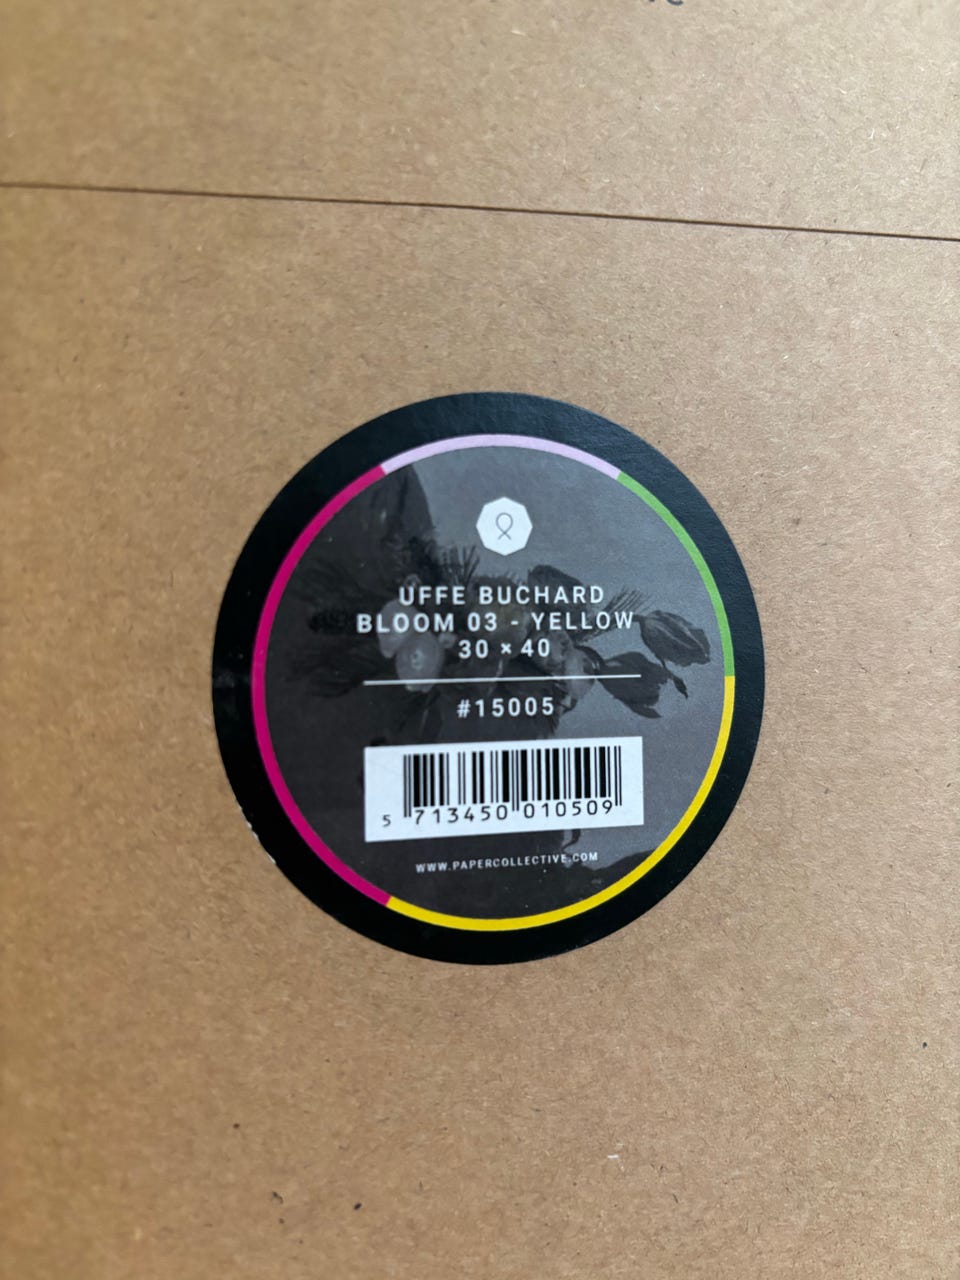 UFFE BUCHARD
BLOOM 03 - YELLOW
30 × 40
#15005
5 713450 010509
WWW.PAPERCOLLECTIVE.COM